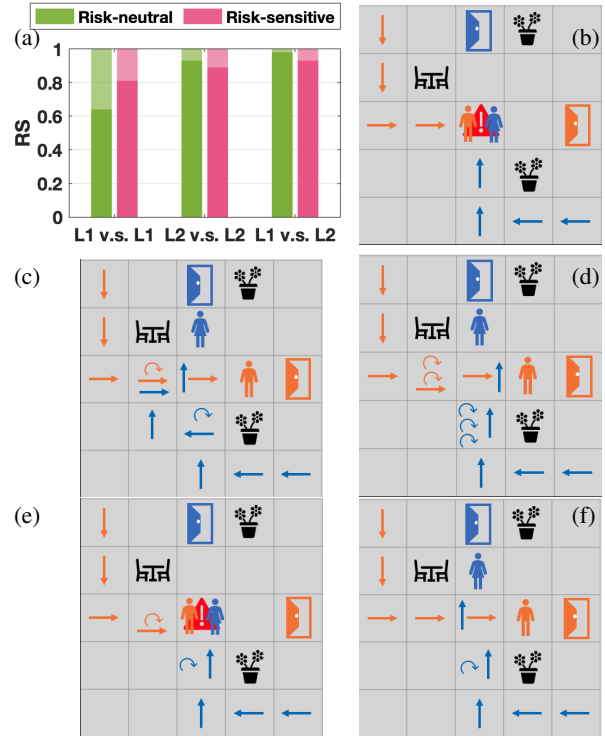 Risk-neutral Risk-sensitive
(a)
1
0.8
0.6
0.4
0.2
0
RS
L1 v.s. L1 L2 v.s. L2 L1 v.s. L2
(b)
(c)
(d)
(e)
(f)